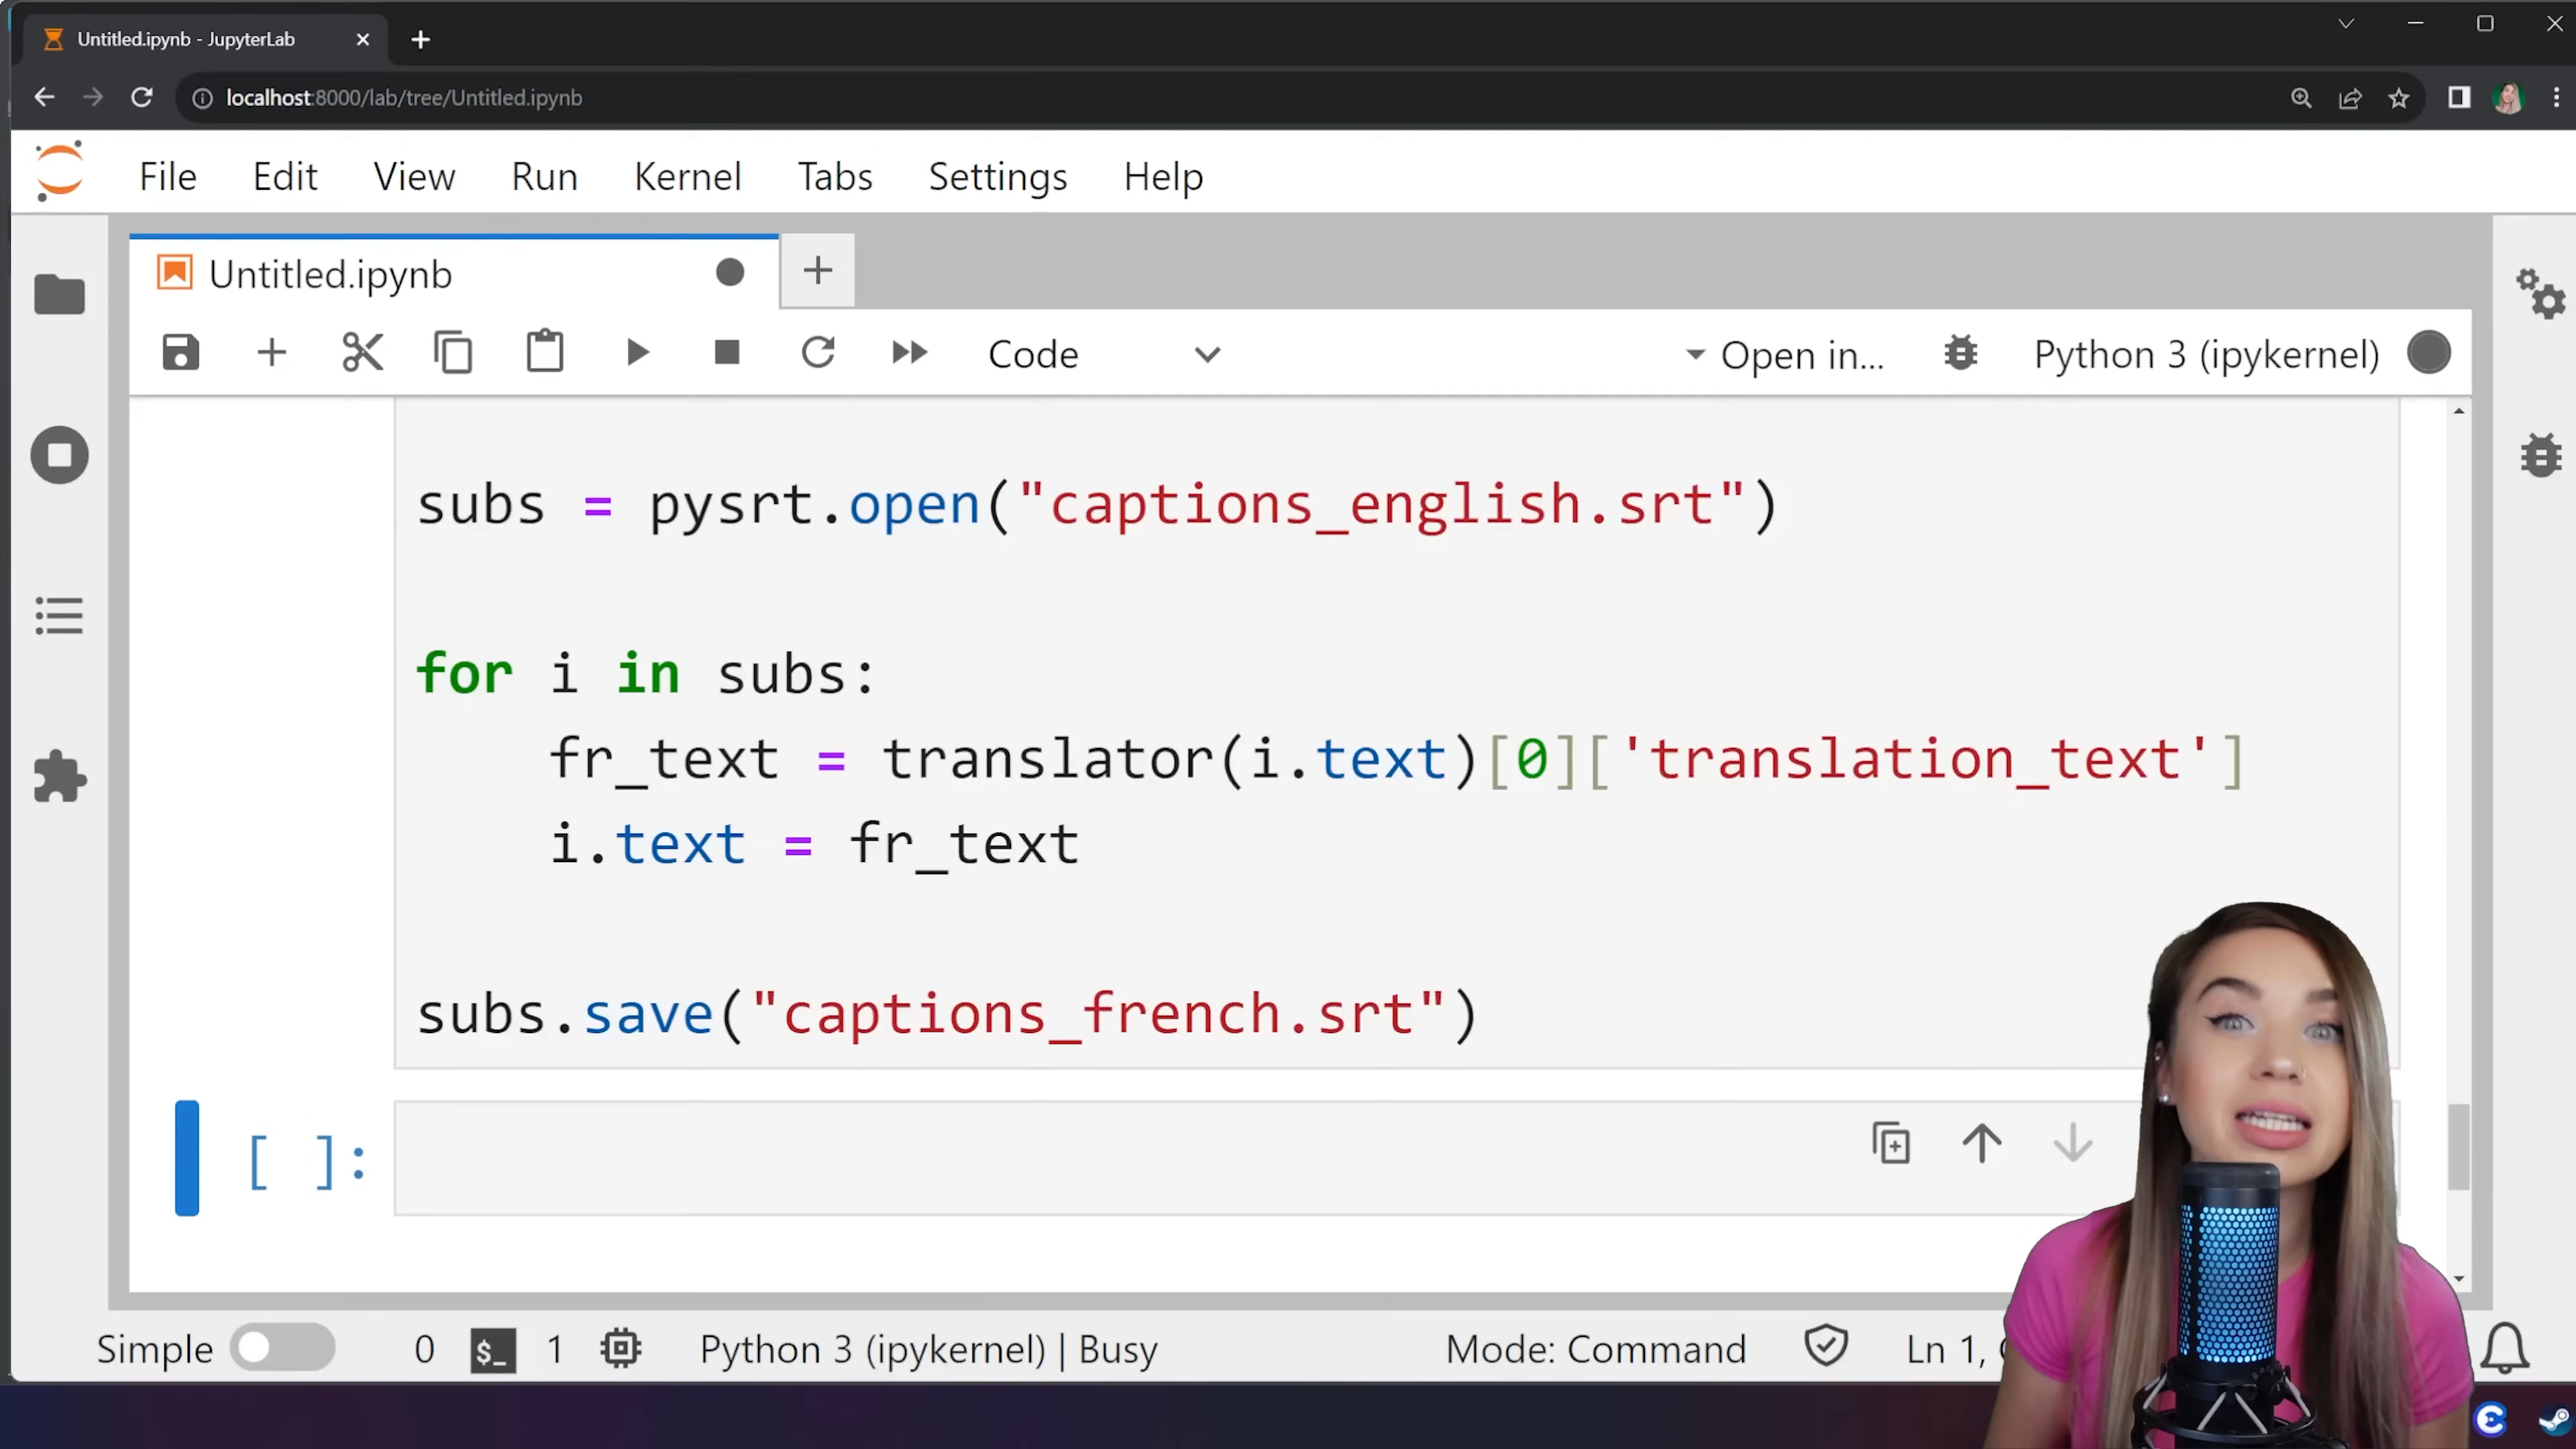 Untitled.ipynb - JupyterLab
localhost:8000/lab/tree/Untitled.ipynb
File Edit View Run Kernel Tabs Settings Help
Untitled.ipynb
Code Open in... Python 3 (ipykernel)
subs = pysrt.open("captions_english.srt")
for i in subs:
    fr_text = translator(i.text)[0]['translation_text']
    i.text = fr_text
subs.save("captions_french.srt")
[ ]:
Simple 0 $_ 1 Python 3 (ipykernel) | Busy Mode: Command Ln 1,